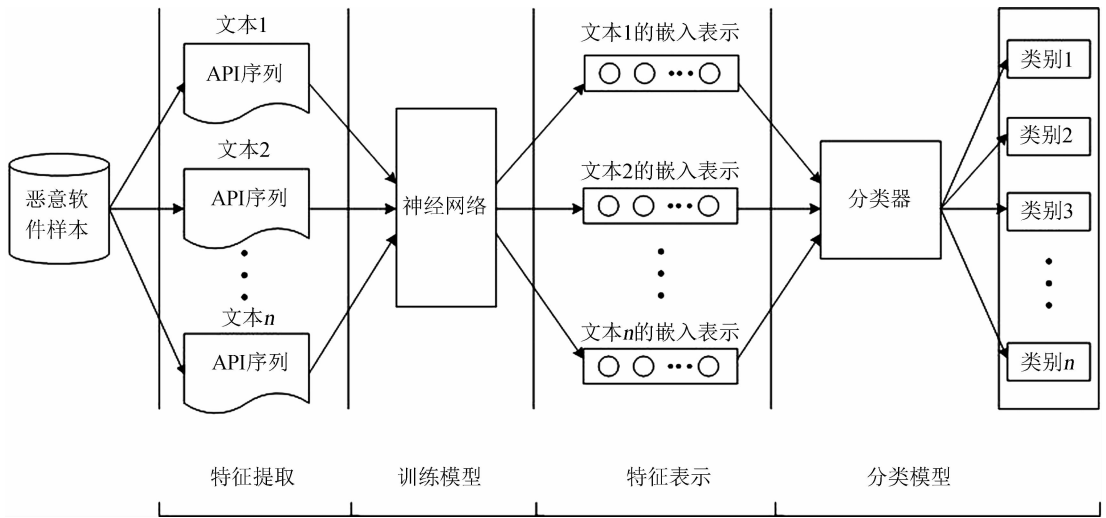 文本1
API序列
文本2
API序列
文本n
API序列
恶意软
件样本
神经网络
文本1的嵌入表示
文本2的嵌入表示
文本n的嵌入表示
分类器
类别1
类别2
类别3
类别n
特征提取
训练模型
特征表示
分类模型